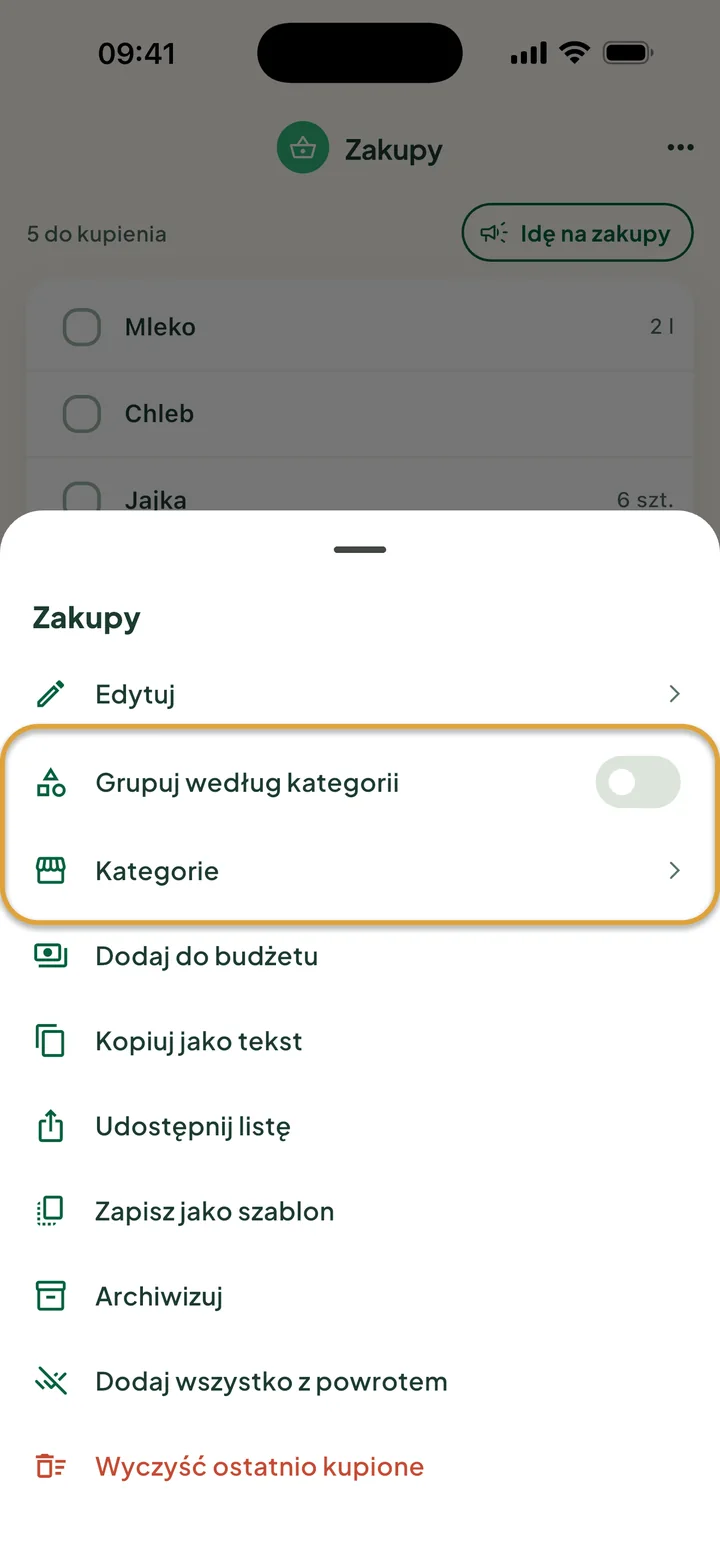 09:41
Zakupy
5 do kupienia
Idę na zakupy
Mleko 2 l
Chleb
Jajka 6 szt.
Zakupy
Edytuj
Grupuj według kategorii
Kategorie
Dodaj do budżetu
Kopiuj jako tekst
Udostępnij listę
Zapisz jako szablon
Archiwizuj
Dodaj wszystko z powrotem
Wyczyść ostatnio kupione